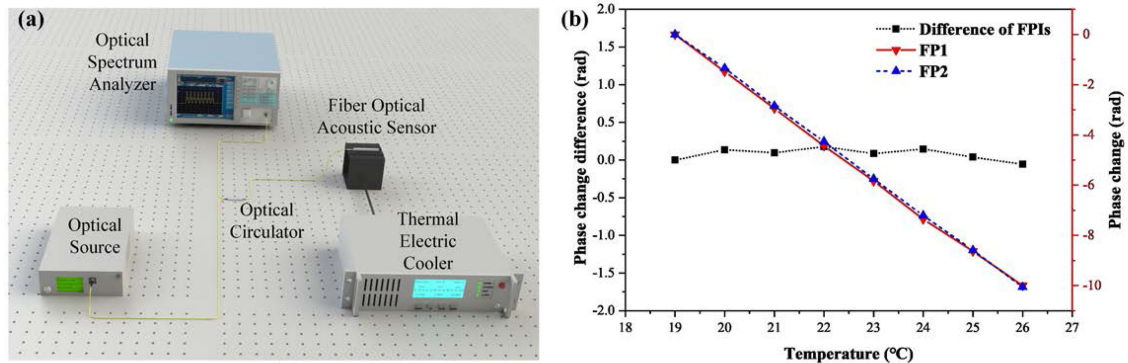 (a)
Optical
Spectrum
Analyzer
Fiber Optical
Acoustic Sensor
Optical
Circulator
Optical
Source
Thermal
Electric
Cooler
(b)
Difference of FPIs
FP1
FP2
Phase change difference (rad)
2.0
1.5
1.0
0.5
0.0
-0.5
-1.0
-1.5
-2.0
Phase change (rad)
0
-2
-4
-6
-8
-10
18 19 20 21 22 23 24 25 26 27
Temperature (°C)